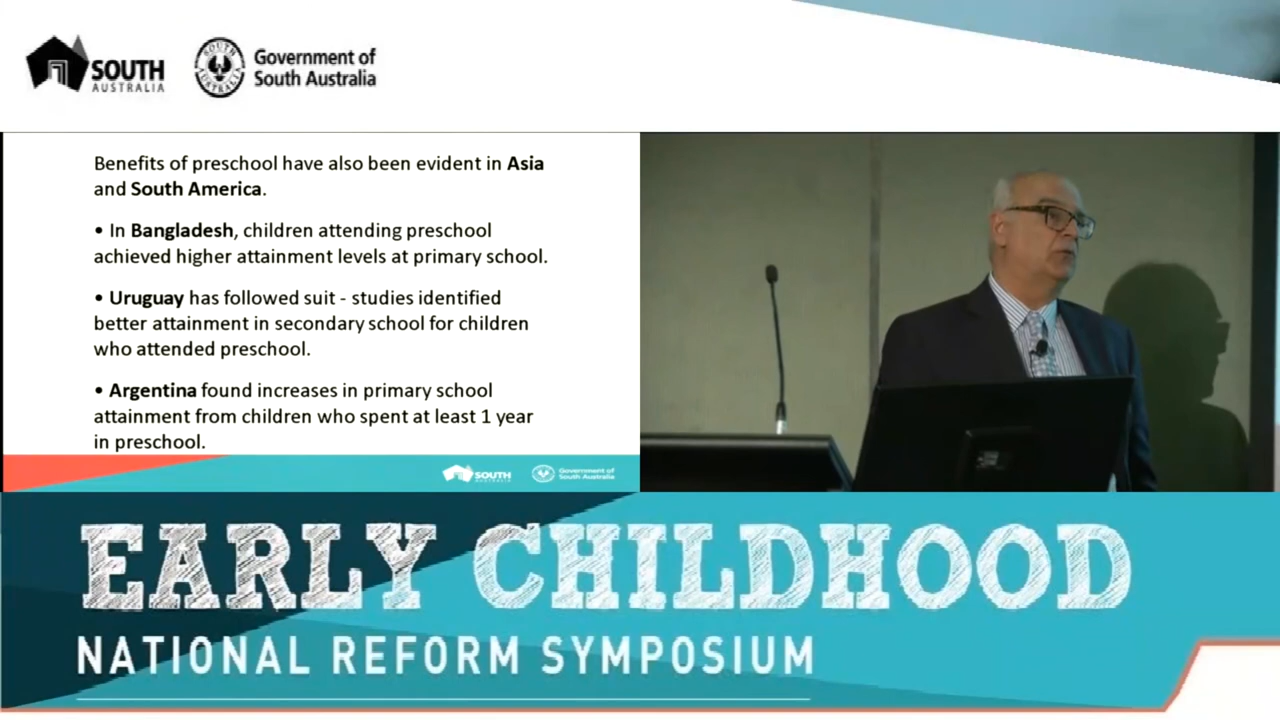 SOUTH
AUSTRALIA
SOUTH
AUSTRALIA
Government of
South Australia
Benefits of preschool have also been evident in Asia
and South America.
• In Bangladesh, children attending preschool
achieved higher attainment levels at primary school.
• Uruguay has followed suit - studies identified
better attainment in secondary school for children
who attended preschool.
• Argentina found increases in primary school
attainment from children who spent at least 1 year
in preschool.
SOUTH
AUSTRALIA
Government of
South Australia
EARLY CHILDHOOD
NATIONAL REFORM SYMPOSIUM